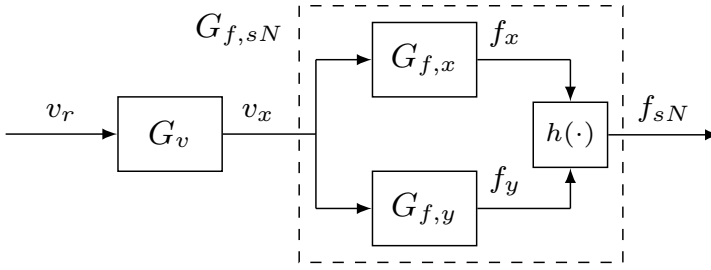 G_{f,sN}
G_{f,x}
f_x
v_r
G_v
v_x
h(·)
f_{sN}
G_{f,y}
f_y